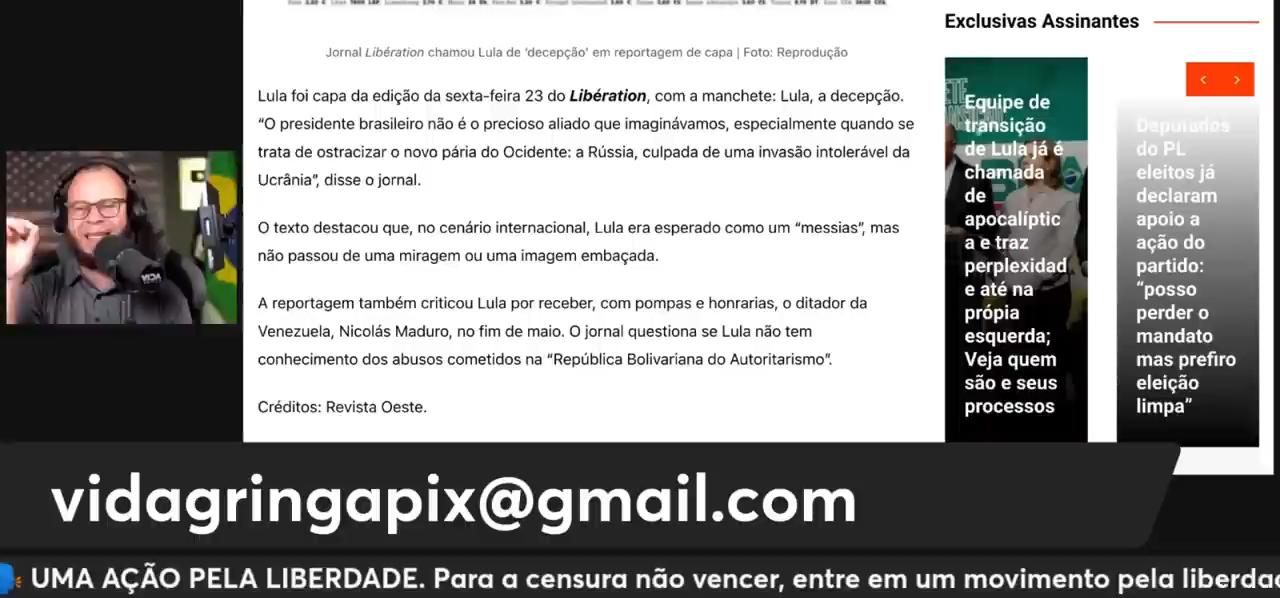 Jornal Libération chamou Lula de 'decepção' em reportagem de capa | Foto: Reprodução
Lula foi capa da edição da sexta-feira 23 do Libération, com a manchete: Lula, a decepção.
“O presidente brasileiro não é o precioso aliado que imaginávamos, especialmente quando se
trata de ostracizar o novo pária do Ocidente: a Rússia, culpada de uma invasão intolerável da
Ucrânia”, disse o jornal.
O texto destacou que, no cenário internacional, Lula era esperado como um “messias”, mas
não passou de uma miragem ou uma imagem embaçada.
A reportagem também criticou Lula por receber, com pompas e honrarias, o ditador da
Venezuela, Nicolás Maduro, no fim de maio. O jornal questiona se Lula não tem
conhecimento dos abusos cometidos na “República Bolivariana do Autoritarismo”.
Créditos: Revista Oeste.
Exclusivas Assinantes
Equipe de
transição
de Lula já é
chamada
de
apocalíptic
a e traz
perplexidad
e até na
própia
esquerda;
Veja quem
são e seus
processos
Deputados
do PL
eleitos já
declaram
apoio a
ação do
partido:
“posso
perder o
mandato
mas prefiro
eleição
limpa”
VIDA
vidagringapix@gmail.com
UMA AÇÃO PELA LIBERDADE. Para a censura não vencer, entre em um movimento pela liberdad